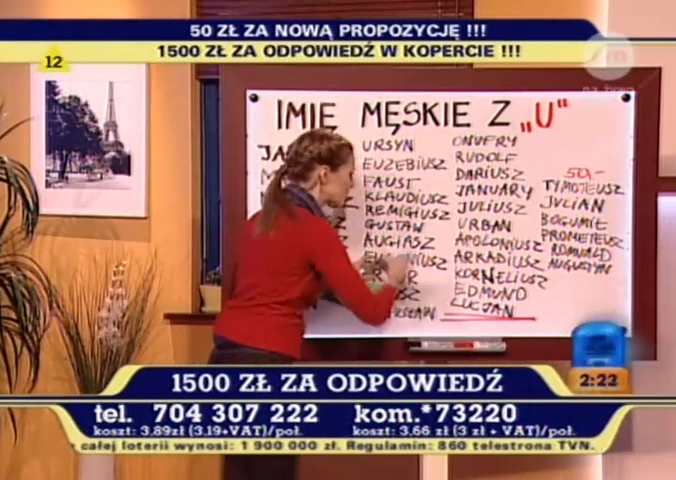 50 ZŁ ZA NOWĄ PROPOZYCJĘ !!!
1500 ZŁ ZA ODPOWIEDŹ W KOPERCIE !!!
12
na żywo
IMIĘ MĘSKIE Z „U"
URSYN
EUZEBIUSZ
FAUST
KLAUDIUSZ
REMIGIUSZ
GUSTAW
AUGIASZ
ONUFRY
RUDOLF
DARIUSZ
JANUARY
JULIUSZ
URBAN
APOLONIUSZ
ARKADIUSZ
KORNELIUSZ
EDMUND
LUCJAN
50,-
TYMOTEUSZ
JULIAN
BOGUMIŁ
PROMETEUSZ
ROMUALD
AUGUSTYN
1500 ZŁ ZA ODPOWIEDŹ
2:22
tel. 704 307 222 kom.*73220
koszt: 3.89zł (3.19+VAT)/poł. koszt: 3.66 zł (3 zł + VAT)/poł.
całej loterii wynosi: 1 900 000 zł. Regulamin: 860 telestrona TVN.